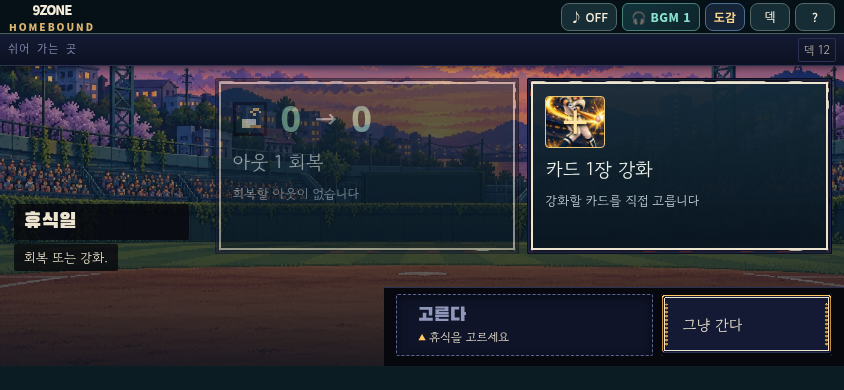 9ZONE
HOMEBOUND
♪ OFF
🎧 BGM 1
도감
덱
?
쉬어 가는 곳
덱 12
0 → 0
아웃 1 회복
회복할 아웃이 없습니다
카드 1장 강화
강화할 카드를 직접 고릅니다
휴식일
회복 또는 강화.
고른다
▲ 휴식을 고르세요
그냥 간다